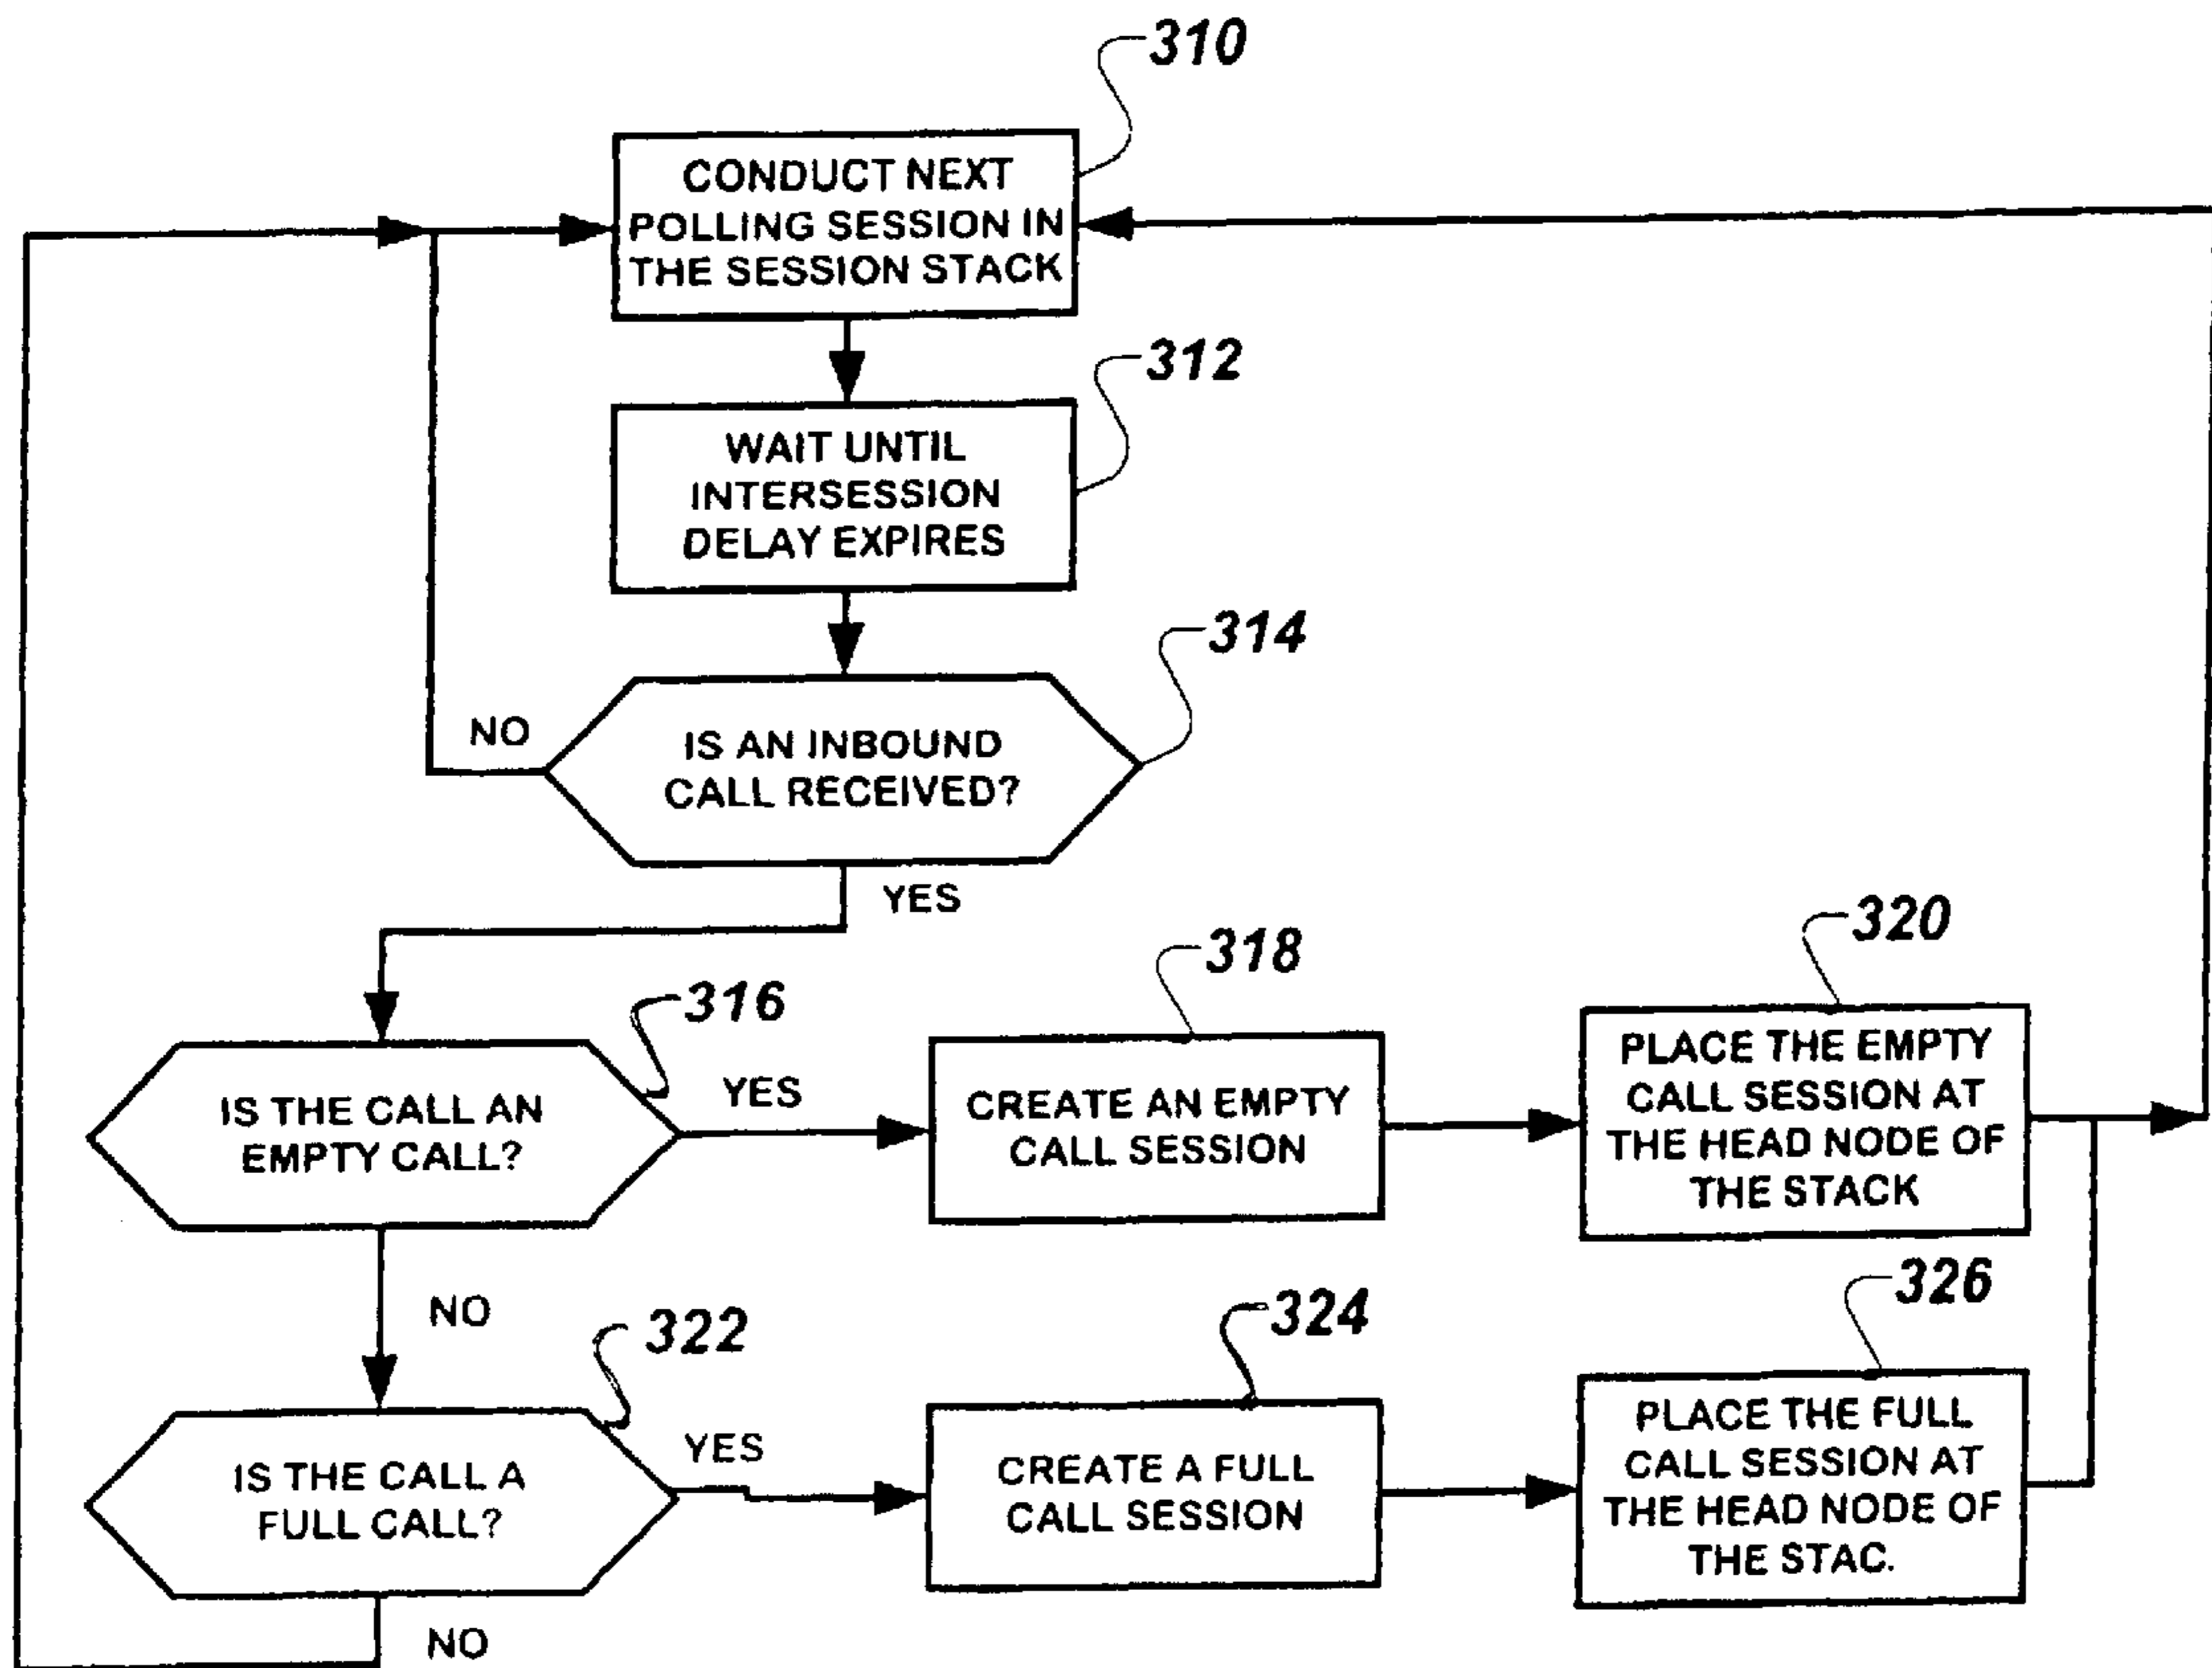 310
CONDUCT NEXT
POLLING SESSION IN
THE SESSION STACK
312
WAIT UNTIL
INTERSESSION
DELAY EXPIRES
314
NO
IS AN INBOUND
CALL RECEIVED?
YES
316
IS THE CALL AN
EMPTY CALL?
YES
318
CREATE AN EMPTY
CALL SESSION
320
PLACE THE EMPTY
CALL SESSION AT
THE HEAD NODE OF
THE STACK
NO
322
IS THE CALL A
FULL CALL?
YES
324
CREATE A FULL
CALL SESSION
326
PLACE THE FULL
CALL SESSION AT
THE HEAD NODE OF
THE STAC.
NO